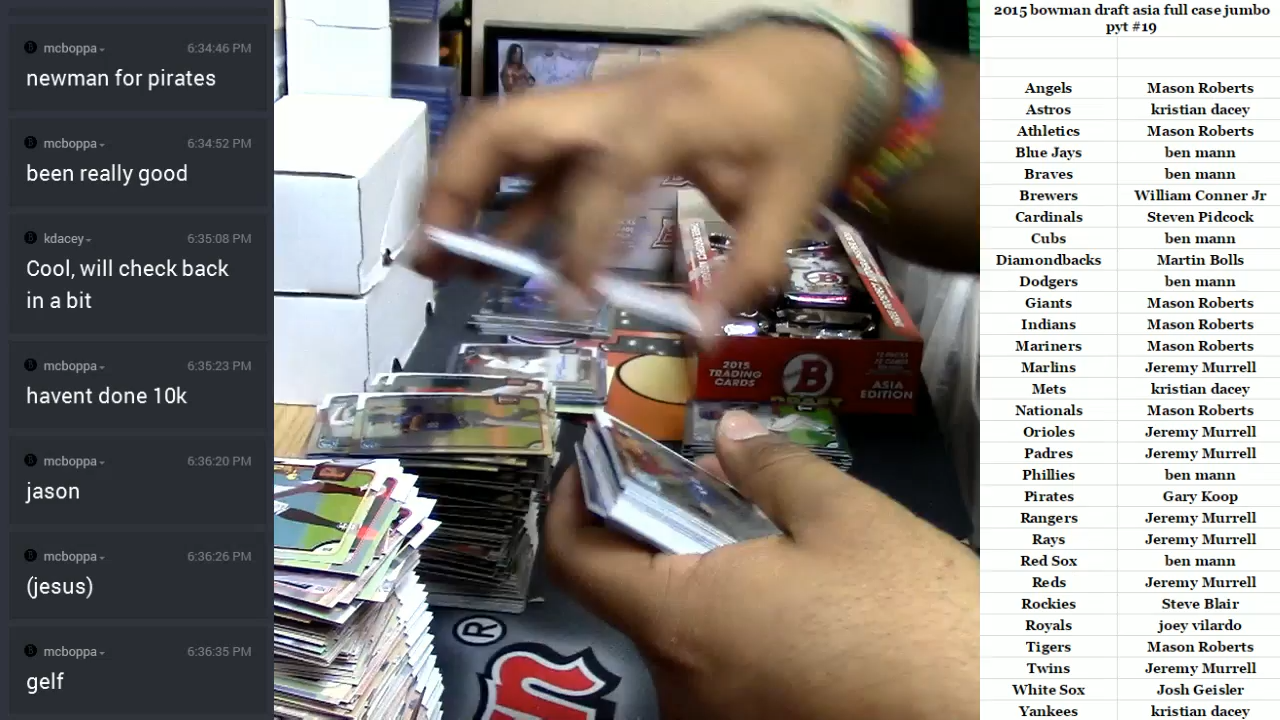 mcboppa 6:34:46 PM
newman for pirates
mcboppa 6:34:52 PM
been really good
kdacey 6:35:08 PM
Cool, will check back
in a bit
mcboppa 6:35:23 PM
havent done 10k
mcboppa 6:36:20 PM
jason
mcboppa 6:36:26 PM
(jesus)
mcboppa 6:36:35 PM
gelf
2015
TRADING
CARDS
B
DRAFT
ASIA
EDITION
®
2015 bowman draft asia full case jumbo
pyt #19
Angels Mason Roberts
Astros kristian dacey
Athletics Mason Roberts
Blue Jays ben mann
Braves ben mann
Brewers William Conner Jr
Cardinals Steven Pidcock
Cubs ben mann
Diamondbacks Martin Bolls
Dodgers ben mann
Giants Mason Roberts
Indians Mason Roberts
Mariners Mason Roberts
Marlins Jeremy Murrell
Mets kristian dacey
Nationals Mason Roberts
Orioles Jeremy Murrell
Padres Jeremy Murrell
Phillies ben mann
Pirates Gary Koop
Rangers Jeremy Murrell
Rays Jeremy Murrell
Red Sox ben mann
Reds Jeremy Murrell
Rockies Steve Blair
Royals joey vilardo
Tigers Mason Roberts
Twins Jeremy Murrell
White Sox Josh Geisler
Yankees kristian dacey